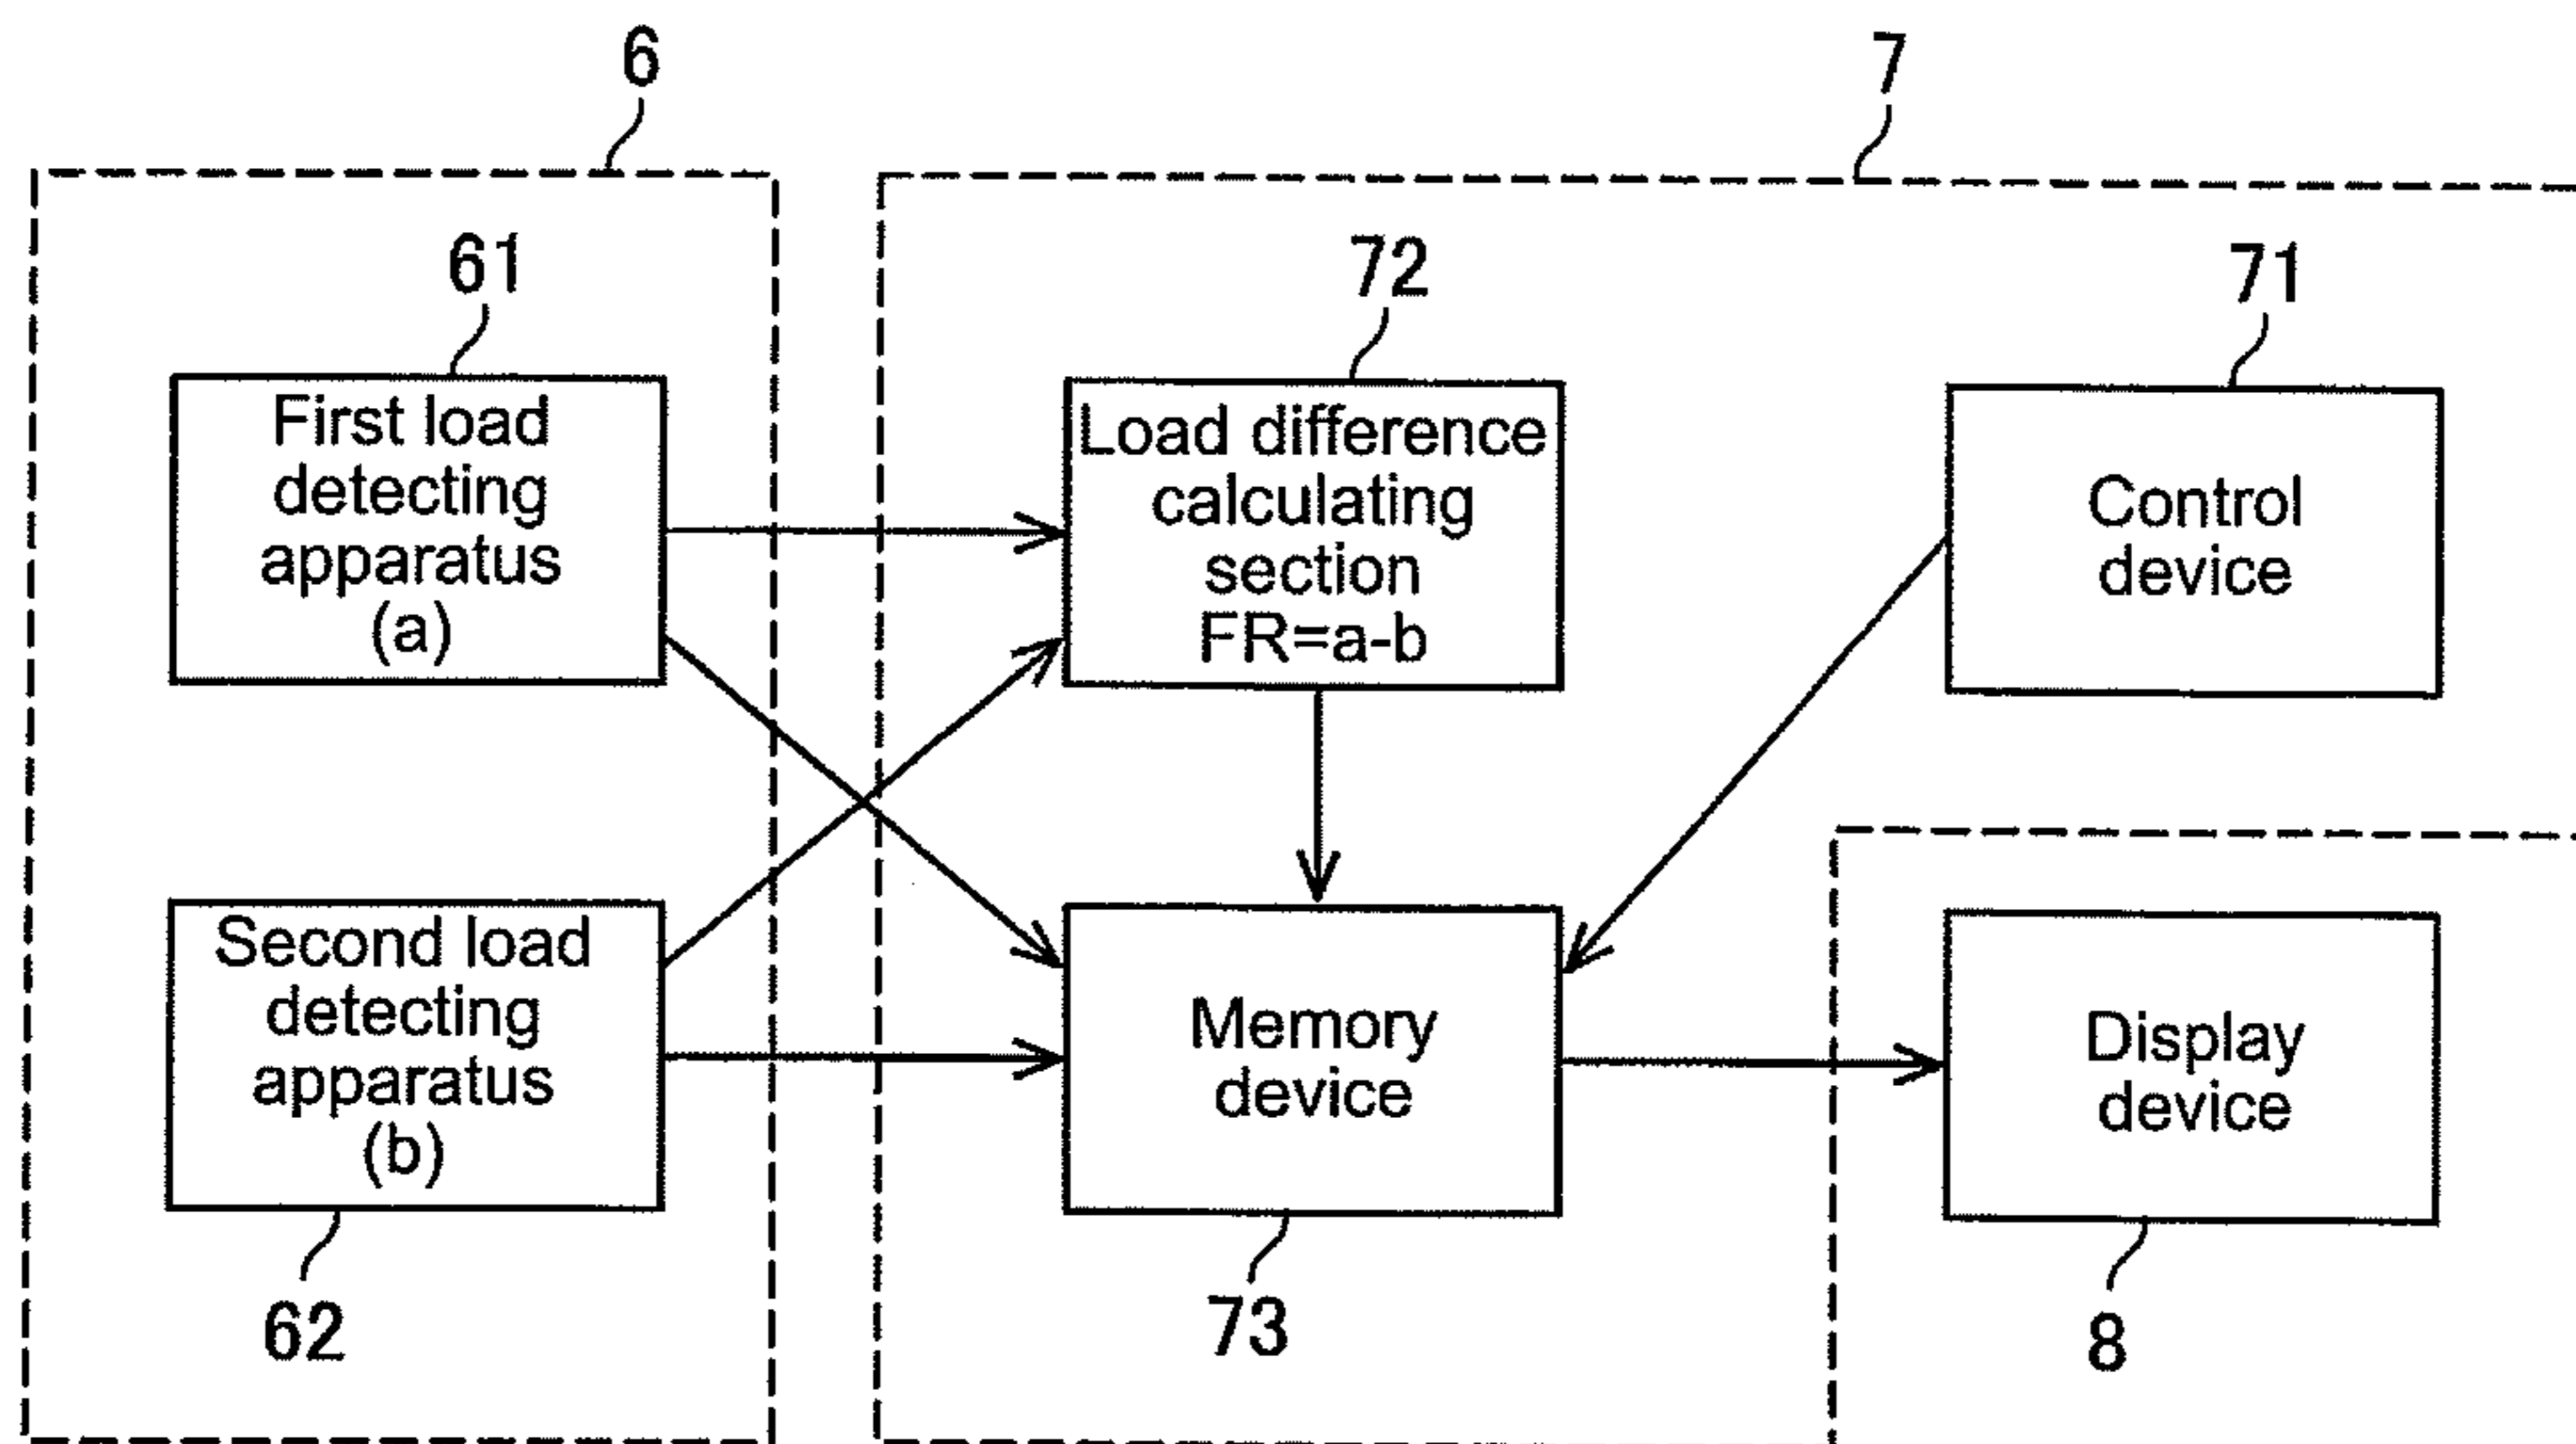 6
7
61
72
71
First load
detecting
apparatus
(a)
Load difference
calculating
section
FR=a-b
Control
device
Second load
detecting
apparatus
(b)
Memory
device
Display
device
62
73
8